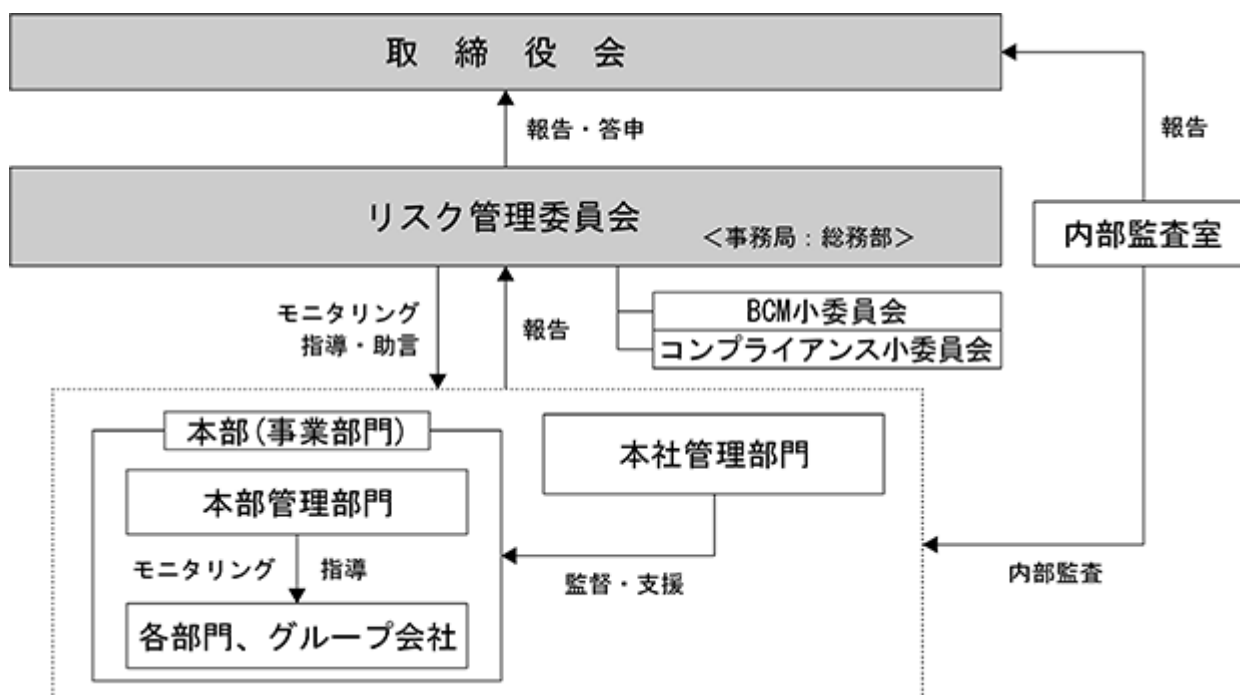 取締役会
報告・答申
報告
リスク管理委員会
＜事務局：総務部＞
内部監査室
モニタリング
指導・助言
報告
BCM小委員会
コンプライアンス小委員会
本部(事業部門)
本社管理部門
本部管理部門
モニタリング
指導
監督・支援
内部監査
各部門、グループ会社